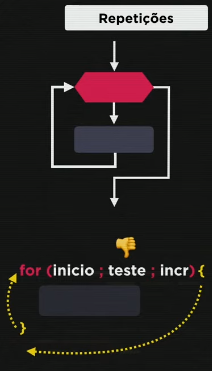 Repetições
for (inicio ; teste ; incr) {
}